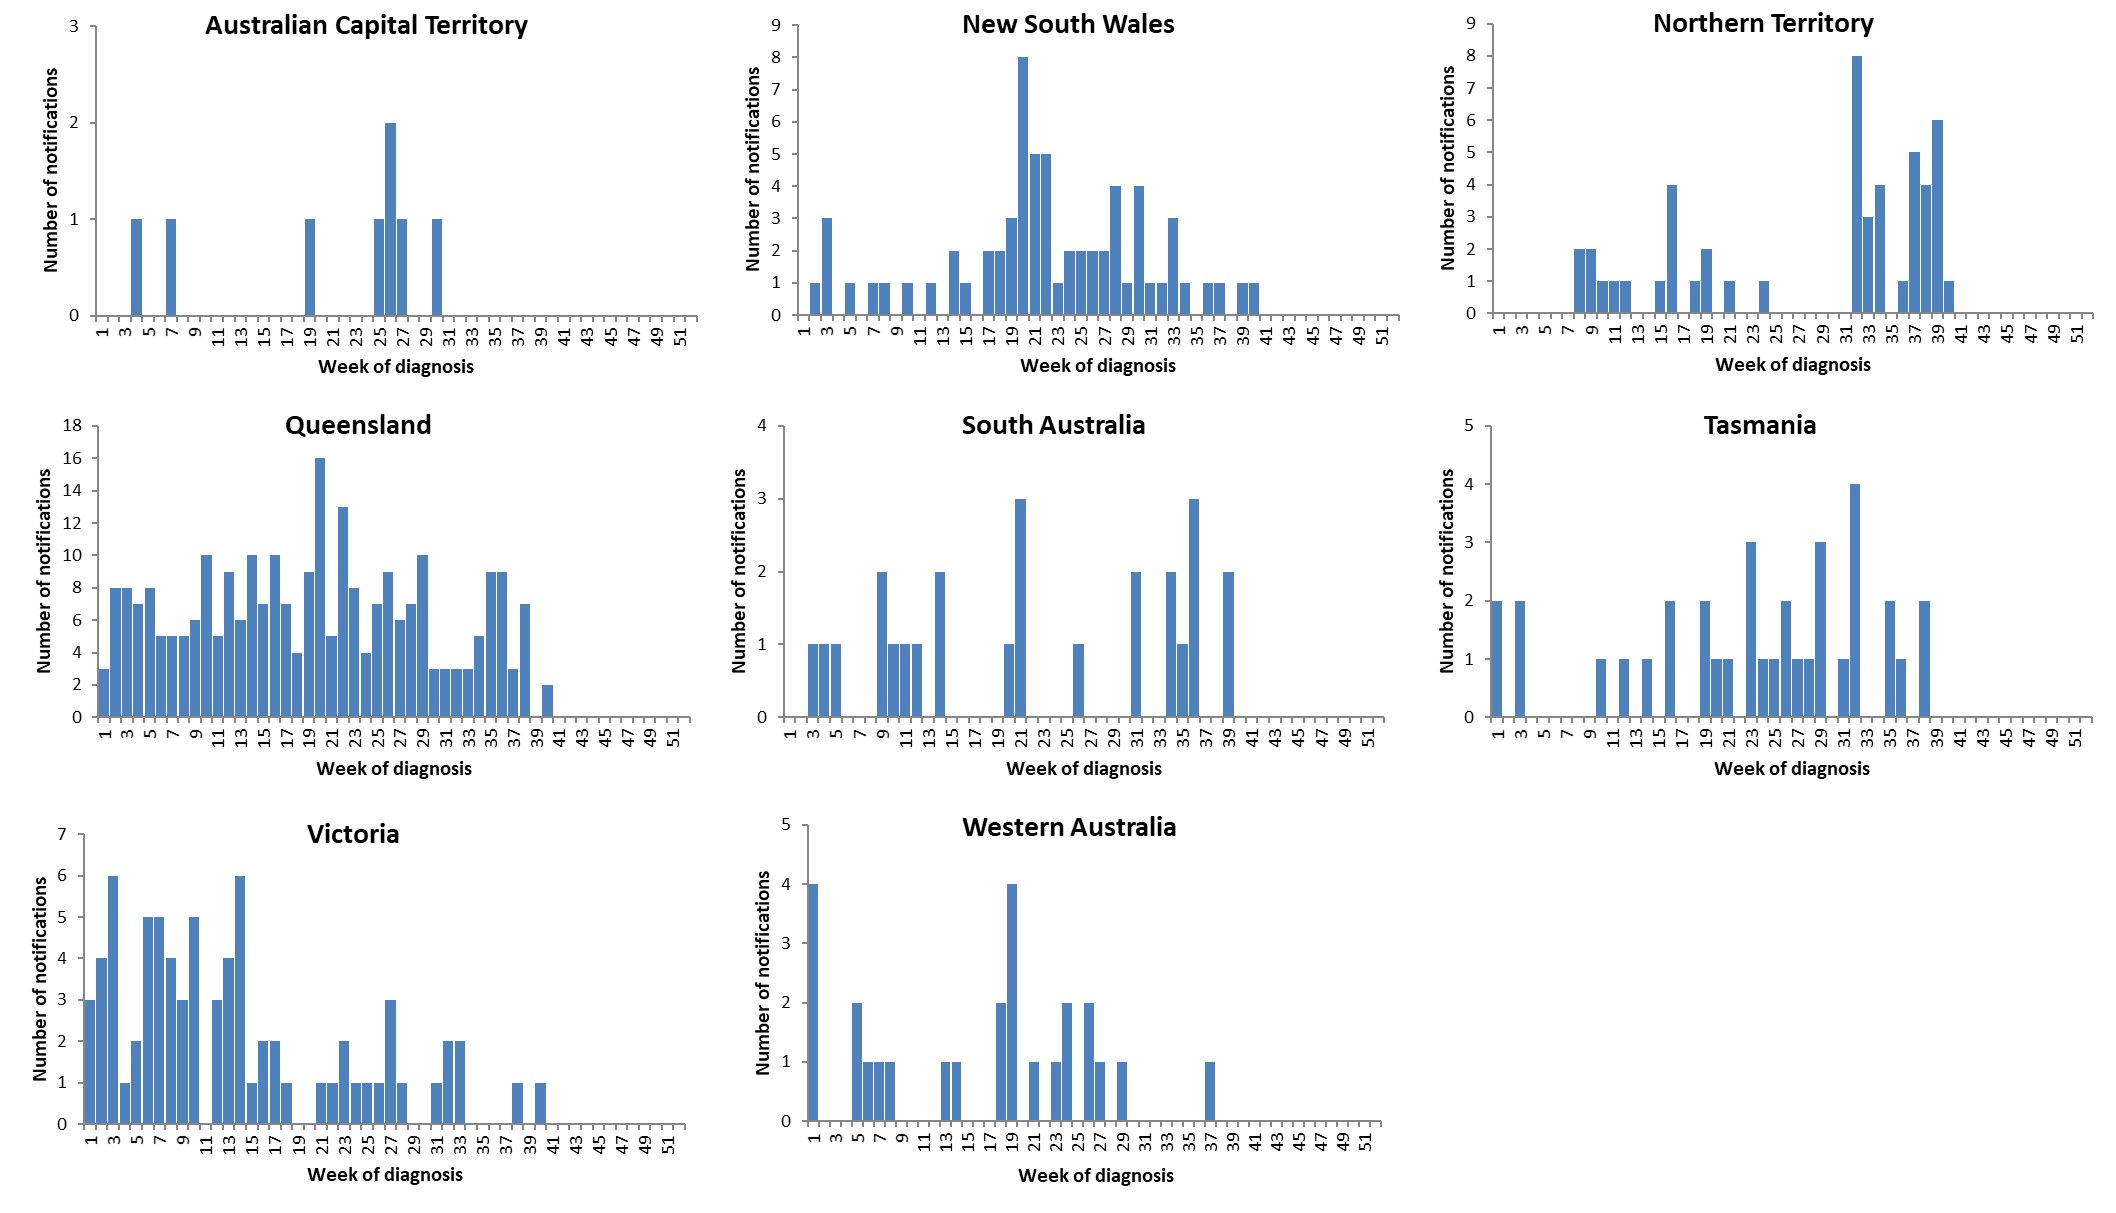 Australian Capital Territory
Number of notifications
3
2
1
0
1 3 5 7 9 11 13 15 17 19 21 23 25 27 29 31 33 35 37 39 41 43 45 47 49 51
Week of diagnosis
New South Wales
Number of notifications
9
8
7
6
5
4
3
2
1
0
1 3 5 7 9 11 13 15 17 19 21 23 25 27 29 31 33 35 37 39 41 43 45 47 49 51
Week of diagnosis
Northern Territory
Number of notifications
9
8
7
6
5
4
3
2
1
0
1 3 5 7 9 11 13 15 17 19 21 23 25 27 29 31 33 35 37 39 41 43 45 47 49 51
Week of diagnosis
Queensland
Number of notifications
18
16
14
12
10
8
6
4
2
0
1 3 5 7 9 11 13 15 17 19 21 23 25 27 29 31 33 35 37 39 41 43 45 47 49 51
Week of diagnosis
South Australia
Number of notifications
4
3
2
1
0
1 3 5 7 9 11 13 15 17 19 21 23 25 27 29 31 33 35 37 39 41 43 45 47 49 51
Week of diagnosis
Tasmania
Number of notifications
5
4
3
2
1
0
1 3 5 7 9 11 13 15 17 19 21 23 25 27 29 31 33 35 37 39 41 43 45 47 49 51
Week of diagnosis
Victoria
Number of notifications
7
6
5
4
3
2
1
0
1 3 5 7 9 11 13 15 17 19 21 23 25 27 29 31 33 35 37 39 41 43 45 47 49 51
Week of diagnosis
Western Australia
Number of notifications
5
4
3
2
1
0
1 3 5 7 9 11 13 15 17 19 21 23 25 27 29 31 33 35 37 39 41 43 45 47 49 51
Week of diagnosis